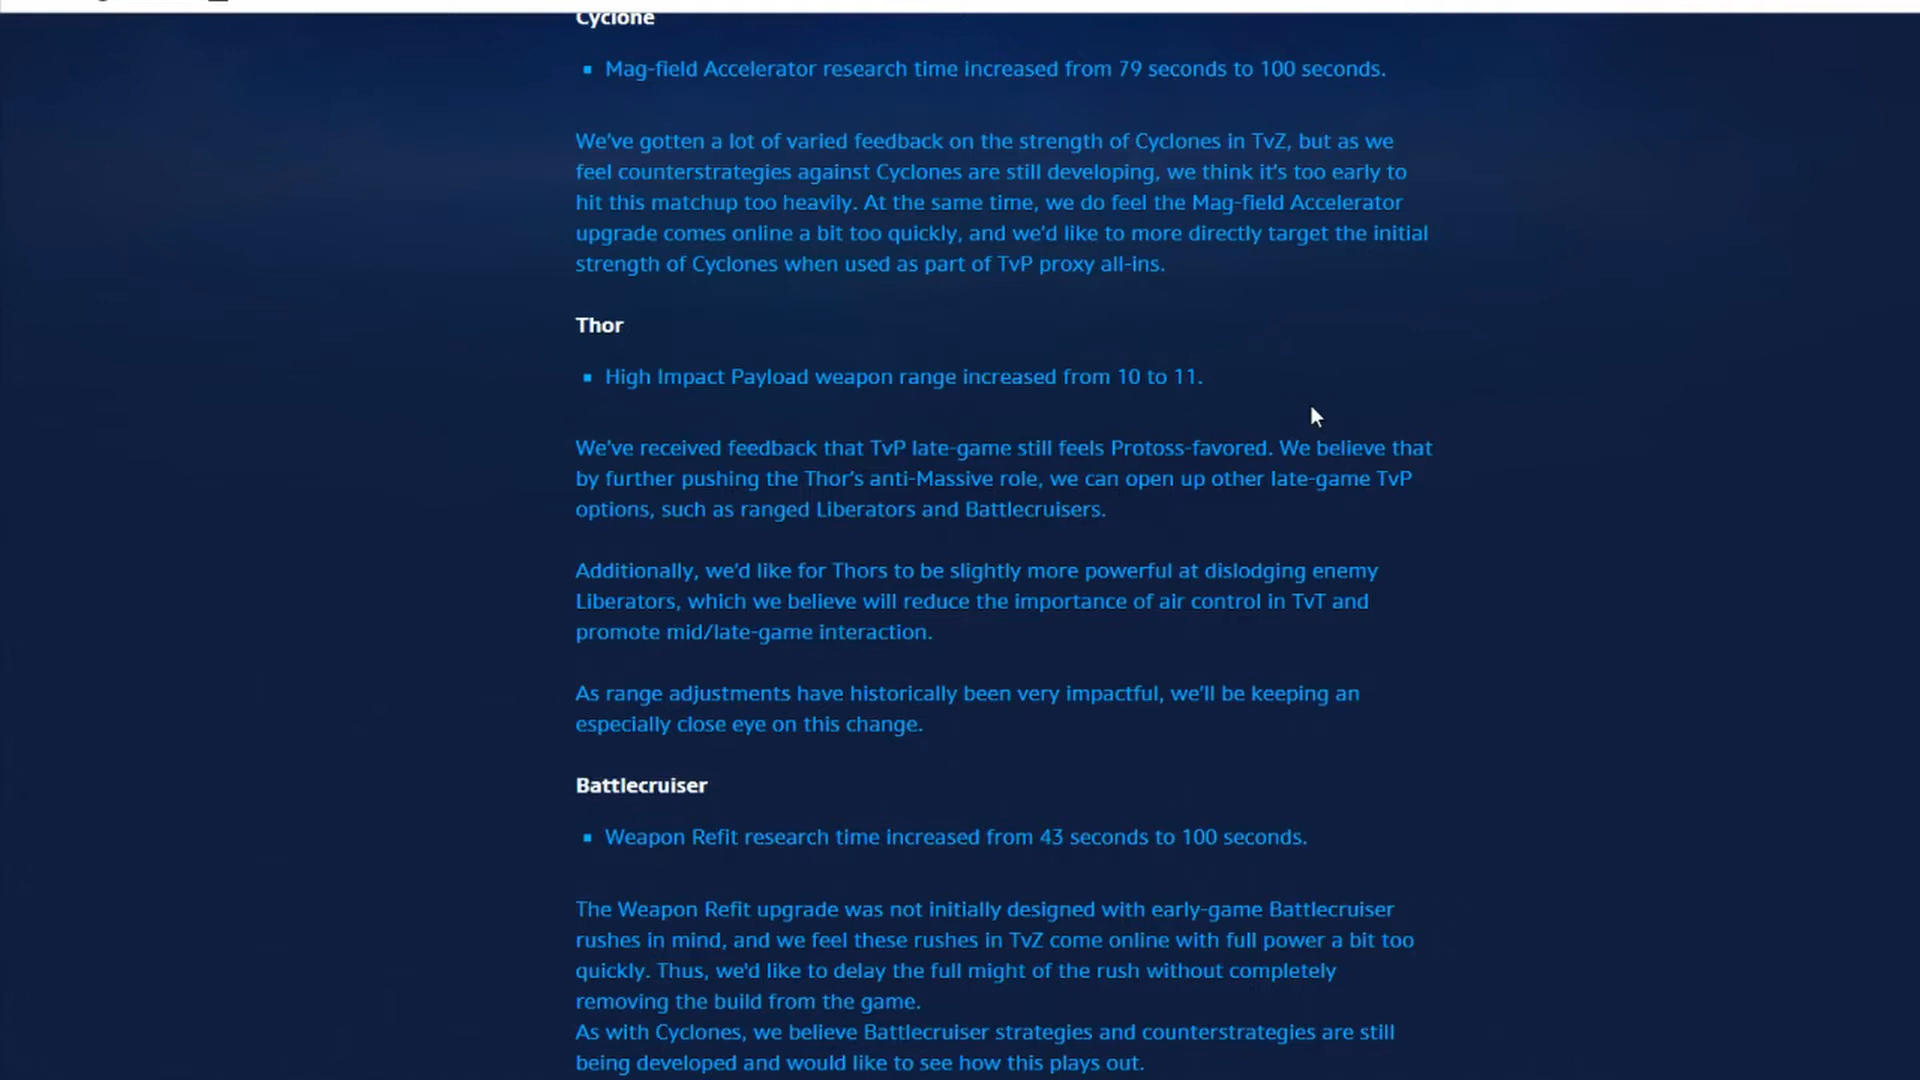 Cyclone
▪ Mag-field Accelerator research time increased from 79 seconds to 100 seconds.
We've gotten a lot of varied feedback on the strength of Cyclones in TvZ, but as we
feel counterstrategies against Cyclones are still developing, we think it's too early to
hit this matchup too heavily. At the same time, we do feel the Mag-field Accelerator
upgrade comes online a bit too quickly, and we'd like to more directly target the initial
strength of Cyclones when used as part of TvP proxy all-ins.
Thor
▪ High Impact Payload weapon range increased from 10 to 11.
We've received feedback that TvP late-game still feels Protoss-favored. We believe that
by further pushing the Thor's anti-Massive role, we can open up other late-game TvP
options, such as ranged Liberators and Battlecruisers.
Additionally, we'd like for Thors to be slightly more powerful at dislodging enemy
Liberators, which we believe will reduce the importance of air control in TvT and
promote mid/late-game interaction.
As range adjustments have historically been very impactful, we'll be keeping an
especially close eye on this change.
Battlecruiser
▪ Weapon Refit research time increased from 43 seconds to 100 seconds.
The Weapon Refit upgrade was not initially designed with early-game Battlecruiser
rushes in mind, and we feel these rushes in TvZ come online with full power a bit too
quickly. Thus, we'd like to delay the full might of the rush without completely
removing the build from the game.
As with Cyclones, we believe Battlecruiser strategies and counterstrategies are still
being developed and would like to see how this plays out.